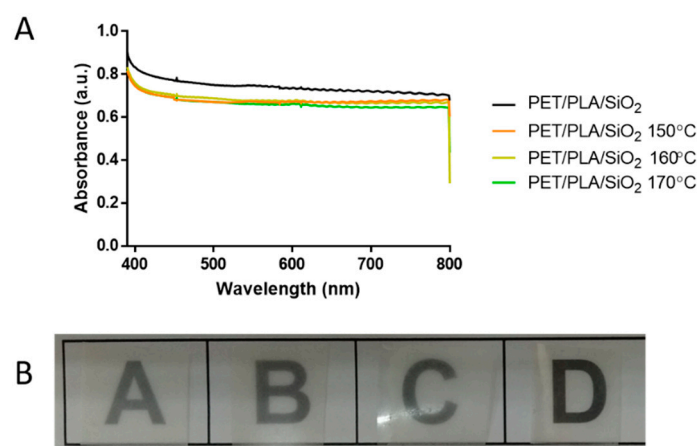 A
Absorbance (a.u.)
1.0
0.8
0.6
0.4
0.2
0.0
400 500 600 700 800
Wavelength (nm)
PET/PLA/SiO₂
PET/PLA/SiO₂ 150°C
PET/PLA/SiO₂ 160°C
PET/PLA/SiO₂ 170°C
B
A B C D